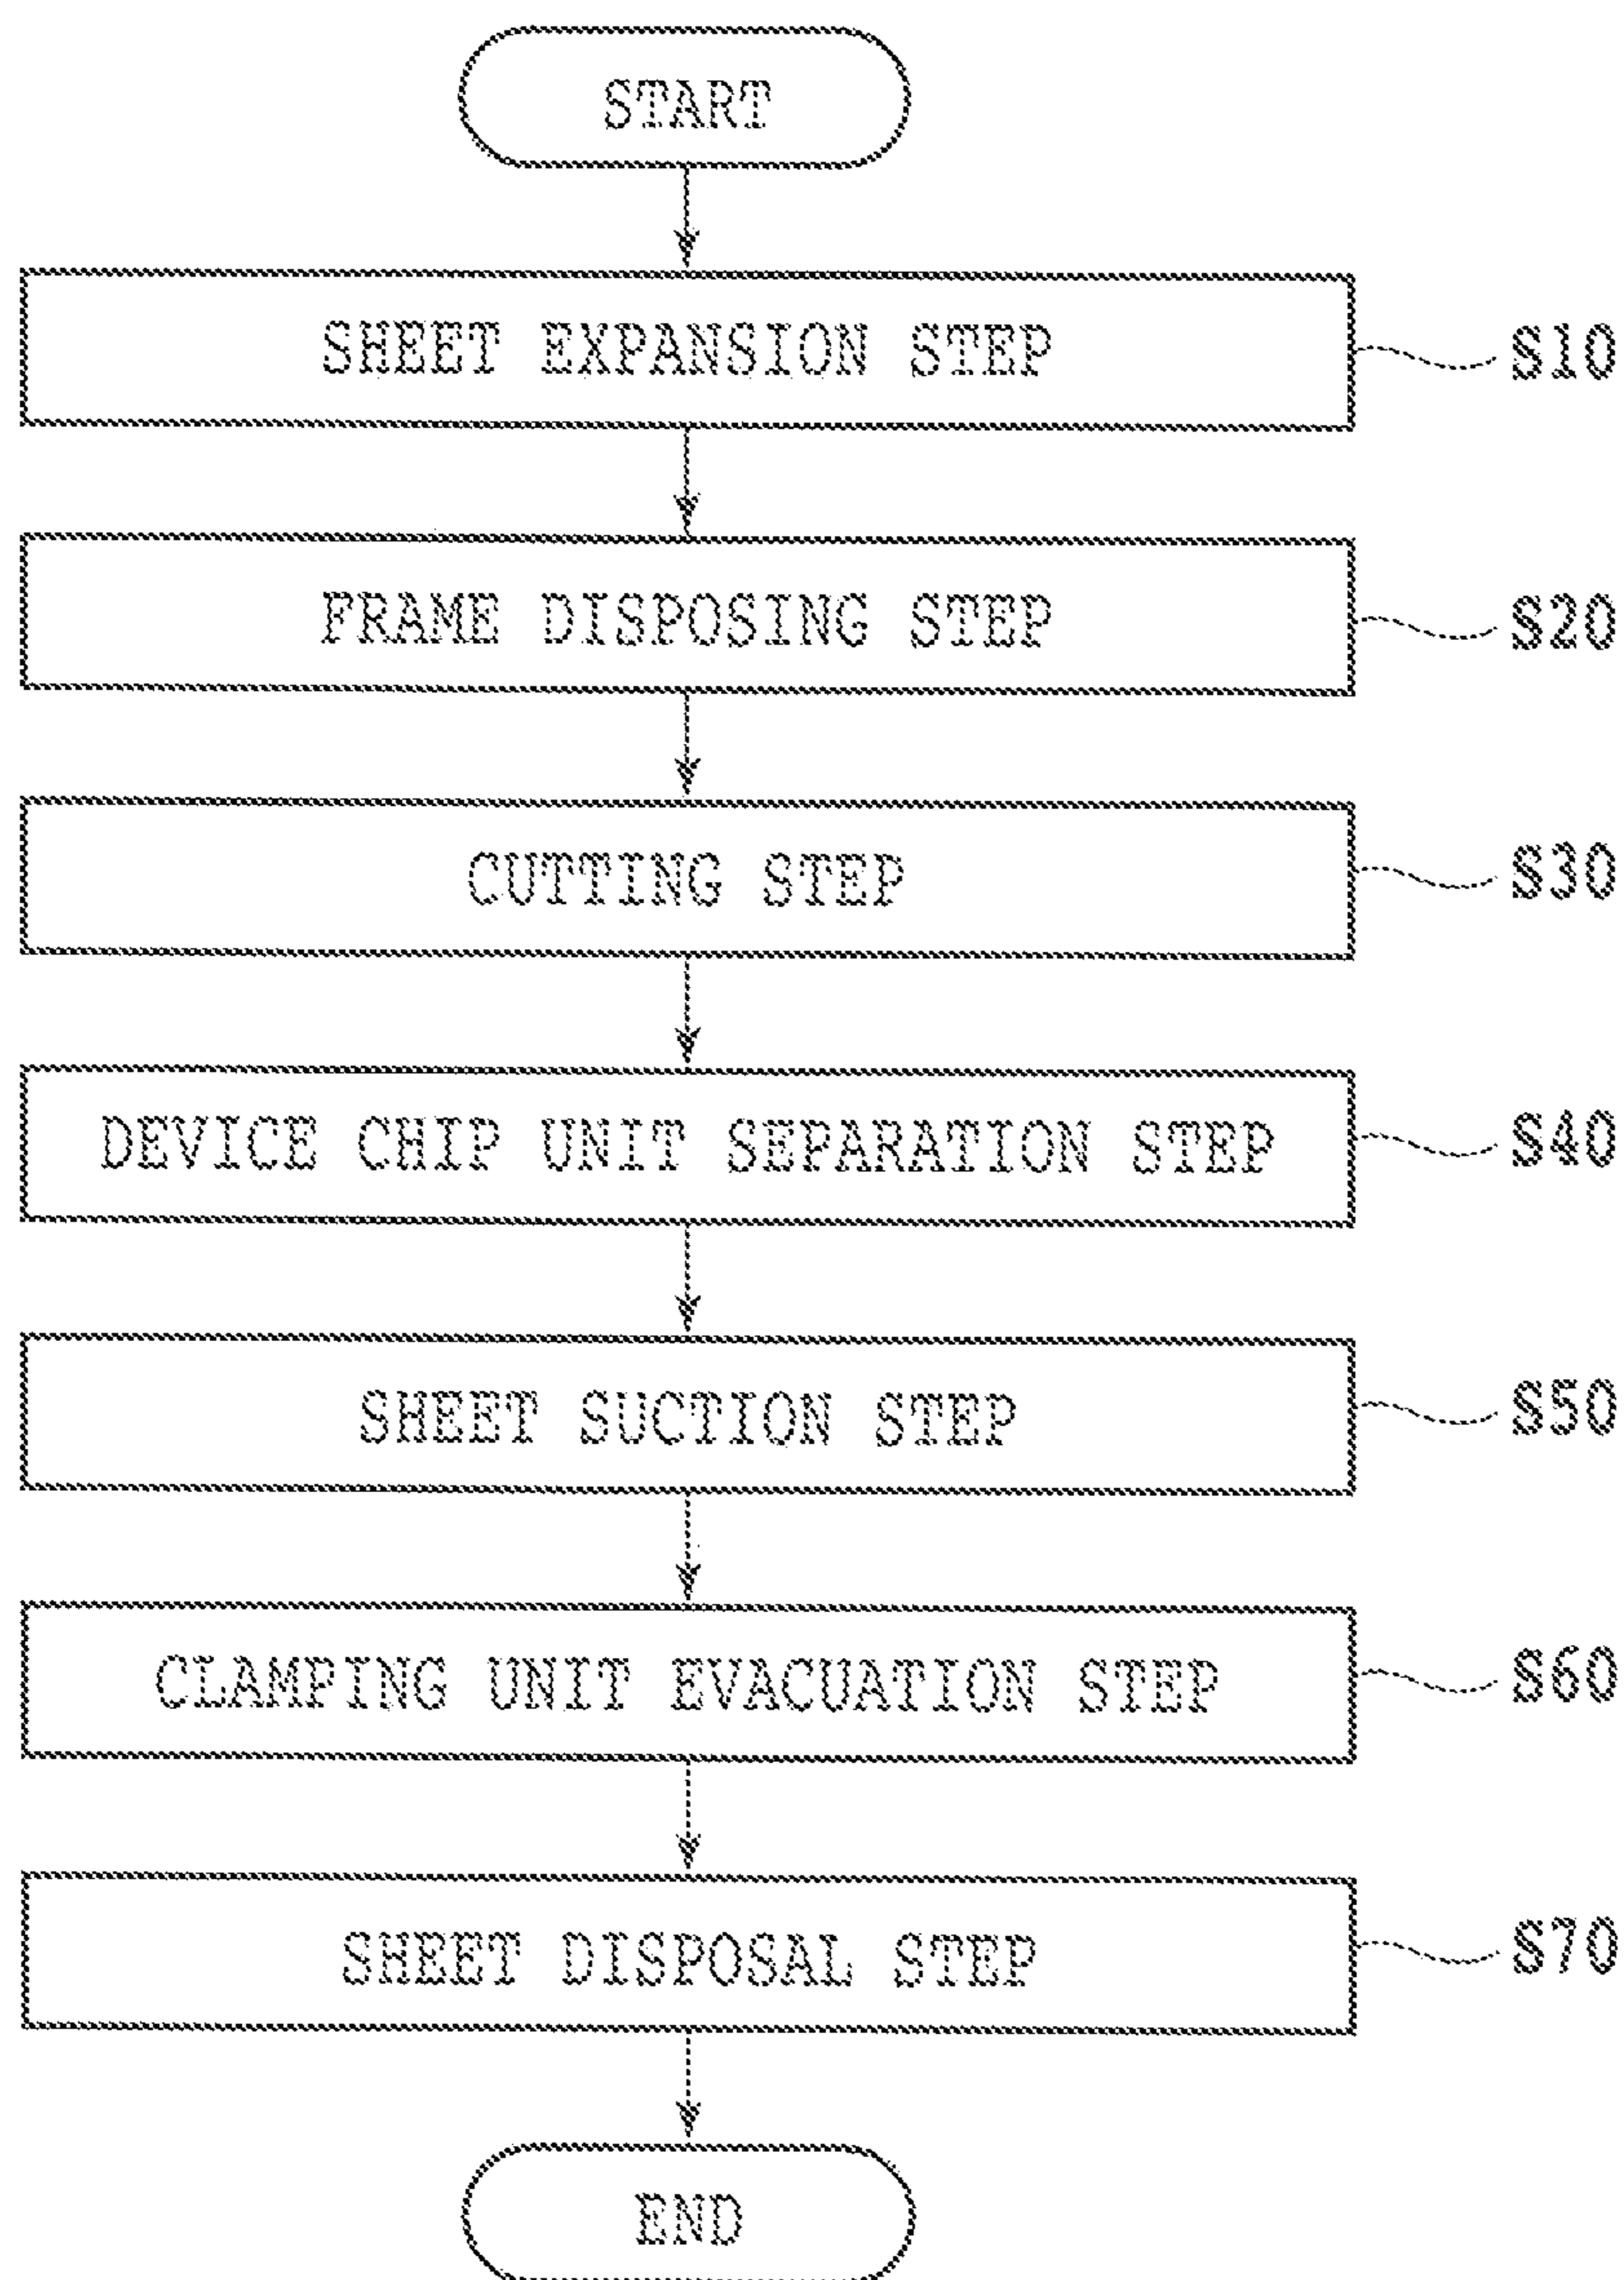 START
SHEET EXPANSION STEP S10
FRAME DISPOSING STEP S20
CUTTING STEP S30
DEVICE CHIP UNIT SEPARATION STEP S40
SHEET SUCTION STEP S50
CLAMPING UNIT EVACUATION STEP S60
SHEET DISPOSAL STEP S70
END